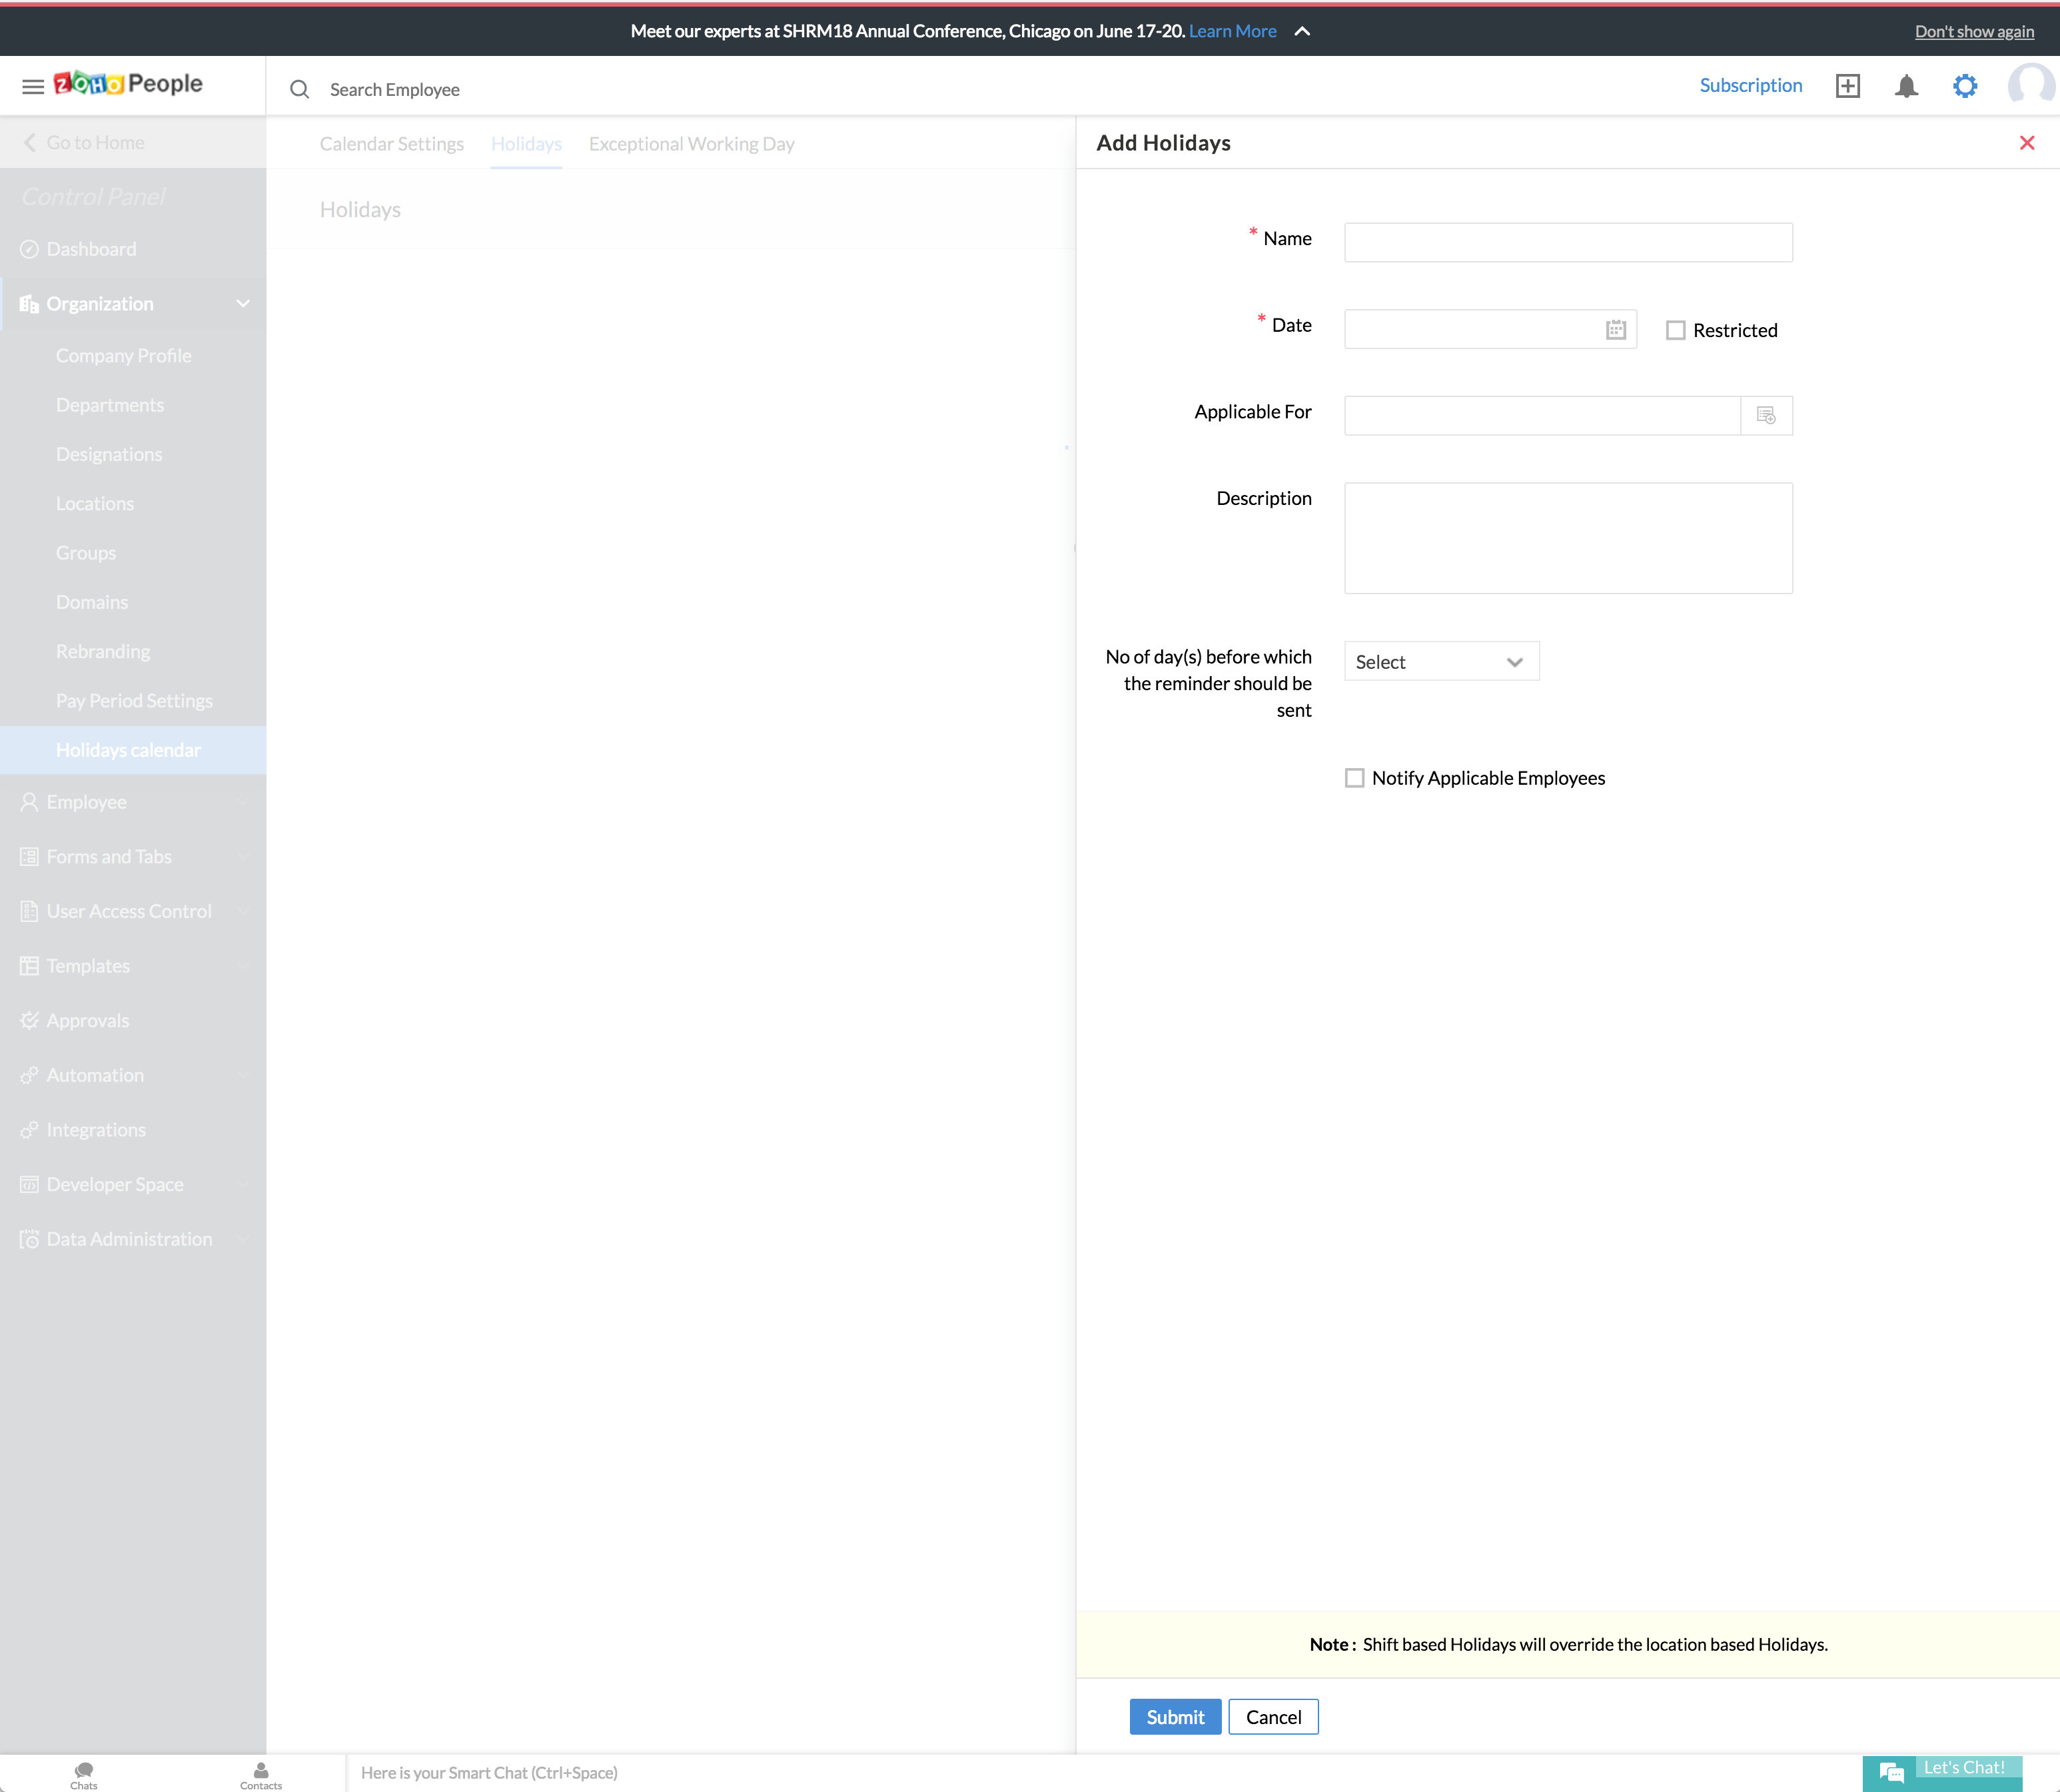 Meet our experts at SHRM18 Annual Conference, Chicago on June 17-20. Learn More
Don't show again
ZOHO People
Search Employee
Subscription
Go to Home
Calendar Settings
Holidays
Exceptional Working Day
Add Holidays
Control Panel
Holidays
Dashboard
Organization
Company Profile
Departments
Designations
Locations
Groups
Domains
Rebranding
Pay Period Settings
Holidays calendar
Employee
Forms and Tabs
User Access Control
Templates
Approvals
Automation
Integrations
Developer Space
Data Administration
* Name
* Date
Restricted
Applicable For
Description
No of day(s) before which
the reminder should be
sent
Select
Notify Applicable Employees
Note : Shift based Holidays will override the location based Holidays.
Submit
Cancel
Chats
Contacts
Here is your Smart Chat (Ctrl+Space)
Let's Chat!